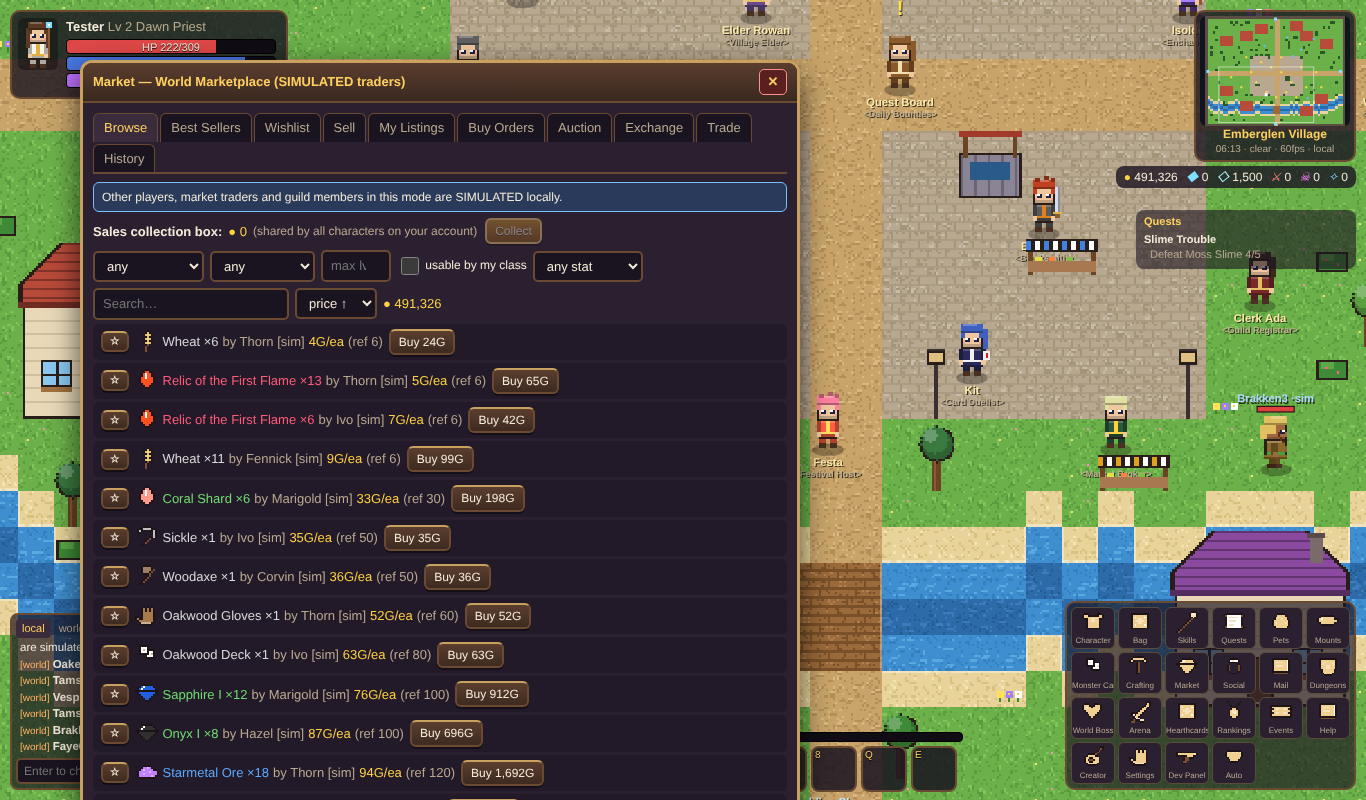 Tester Lv 2 Dawn Priest
HP 222/309
Market — World Marketplace (SIMULATED traders)
✕
Browse
Best Sellers
Wishlist
Sell
My Listings
Buy Orders
Auction
Exchange
Trade
History
Other players, market traders and guild members in this mode are SIMULATED locally.
Sales collection box: 0 (shared by all characters on your account) Collect
any
any
usable by my class
any stat
Search…
price ↑
491,326
Wheat ×6 by Thorn [sim] 4G/ea (ref 6) Buy 24G
Relic of the First Flame ×13 by Thorn [sim] 5G/ea (ref 6) Buy 65G
Relic of the First Flame ×6 by Ivo [sim] 7G/ea (ref 6) Buy 42G
Wheat ×11 by Fennick [sim] 9G/ea (ref 6) Buy 99G
Coral Shard ×6 by Marigold [sim] 33G/ea (ref 30) Buy 198G
Sickle ×1 by Ivo [sim] 35G/ea (ref 50) Buy 35G
Woodaxe ×1 by Corvin [sim] 36G/ea (ref 50) Buy 36G
Oakwood Gloves ×1 by Thorn [sim] 52G/ea (ref 60) Buy 52G
Oakwood Deck ×1 by Ivo [sim] 63G/ea (ref 80) Buy 63G
Sapphire I ×12 by Marigold [sim] 76G/ea (ref 100) Buy 912G
Onyx I ×8 by Hazel [sim] 87G/ea (ref 100) Buy 696G
Starmetal Ore ×18 by Thorn [sim] 94G/ea (ref 120) Buy 1,692G
Elder Rowan
<Village Elder>
!
Quest Board
<Daily Bounties>
Kit
<Card Duelist>
Festa
Festival Host>
Clerk Ada
<Guild Registrar>
Brakken3 ·sim
Emberglen Village
06:13 · clear · 60fps · local
491,326 0 1,500 0 0 0
Quests
Slime Trouble
Defeat Moss Slime 4/5
local
[world]
[world]
[world]
[world]
[world]
[world]
8
Q
E
Character
Bag
Skills
Quests
Pets
Mounts
Monster Ca
Crafting
Market
Social
Mail
Dungeons
World Boss
Arena
Hearthcards
Rankings
Events
Help
Creator
Settings
Dev Panel
Auto